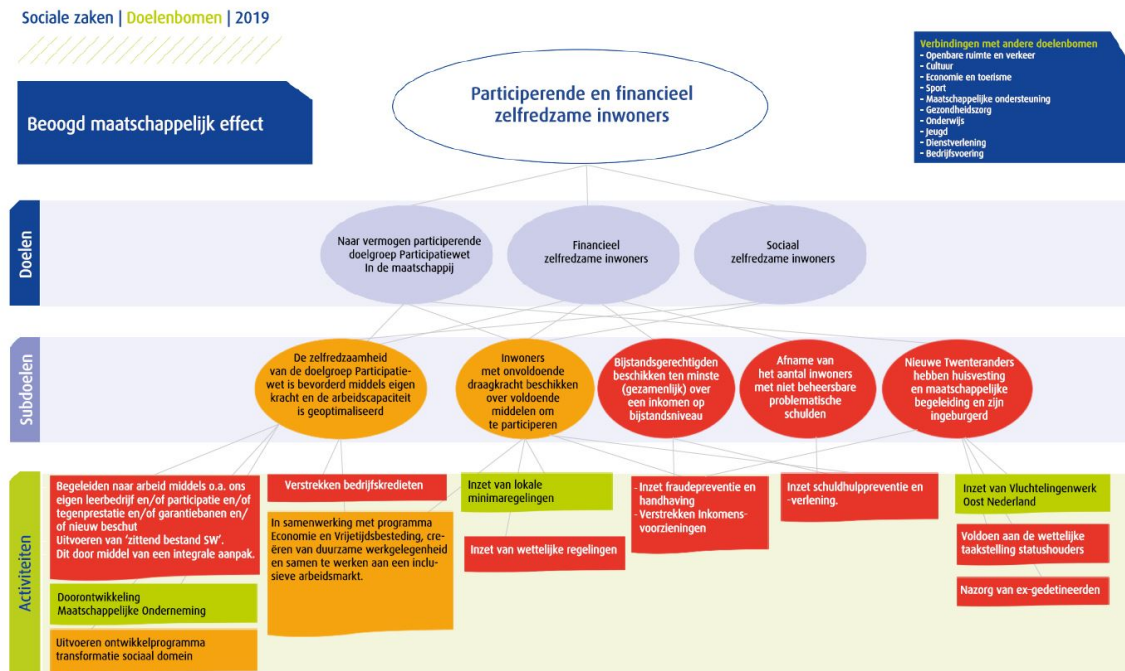 Sociale zaken | Doelenbomen | 2019
Beoogd maatschappelijk effect
Participerende en financieel
zelfredzame inwoners
Verbindingen met andere doelenbomen
- Openbare ruimte en verkeer
- Cultuur
- Economie en toerisme
- Sport
- Maatschappelijke ondersteuning
- Gezondheidszorg
- Onderwijs
- Jeugd
- Dienstverlening
- Bedrijfsvoering
Doelen
Naar vermogen participerende
doelgroep Participatiewet
In de maatschappij
Financieel
zelfredzame inwoners
Sociaal
zelfredzame inwoners
Subdoelen
De zelfredzaamheid
van de doelgroep Participatie-
wet is bevorderd middels eigen
kracht en de arbeidscapaciteit
is geoptimaliseerd
Inwoners
met onvoldoende
draagkracht beschikken
over voldoende
middelen om
te participeren
Bijstandsgerechtigden
beschikken ten minste
(gezamenlijk) over
een inkomen op
bijstandsniveau
Afname van
het aantal inwoners
met niet beheersbare
problematische
schulden
Nieuwe Twenteranders
hebben huisvesting
en maatschappelijke
begeleiding en zijn
ingeburgerd
Activiteiten
Begeleiden naar arbeid middels o.a. ons
eigen leerbedrijf en/of participatie en/of
tegenprestatie en/of garantiebanen en/
of nieuw beschut
Uitvoeren van 'zittend bestand SW'.
Dit door middel van een integrale aanpak.
Doorontwikkeling
Maatschappelijke Onderneming
Uitvoeren ontwikkelprogramma
transformatie sociaal domein
Verstrekken bedrijfskredieten
In samenwerking met programma
Economie en Vrijetijdsbesteding, cre-
ëren van duurzame werkgelegenheid
en samen te werken aan een inclu-
sieve arbeidsmarkt.
Inzet van lokale
minimaregelingen
Inzet van wettelijke regelingen
- Inzet fraudepreventie en
handhaving
- Verstrekken Inkomens-
voorzieningen
Inzet schuldhulppreventie en
-verlening.
Inzet van Vluchtelingenwerk
Oost Nederland
Voldoen aan de wettelijke
taakstelling statushouders
Nazorg van ex-gedetineerden